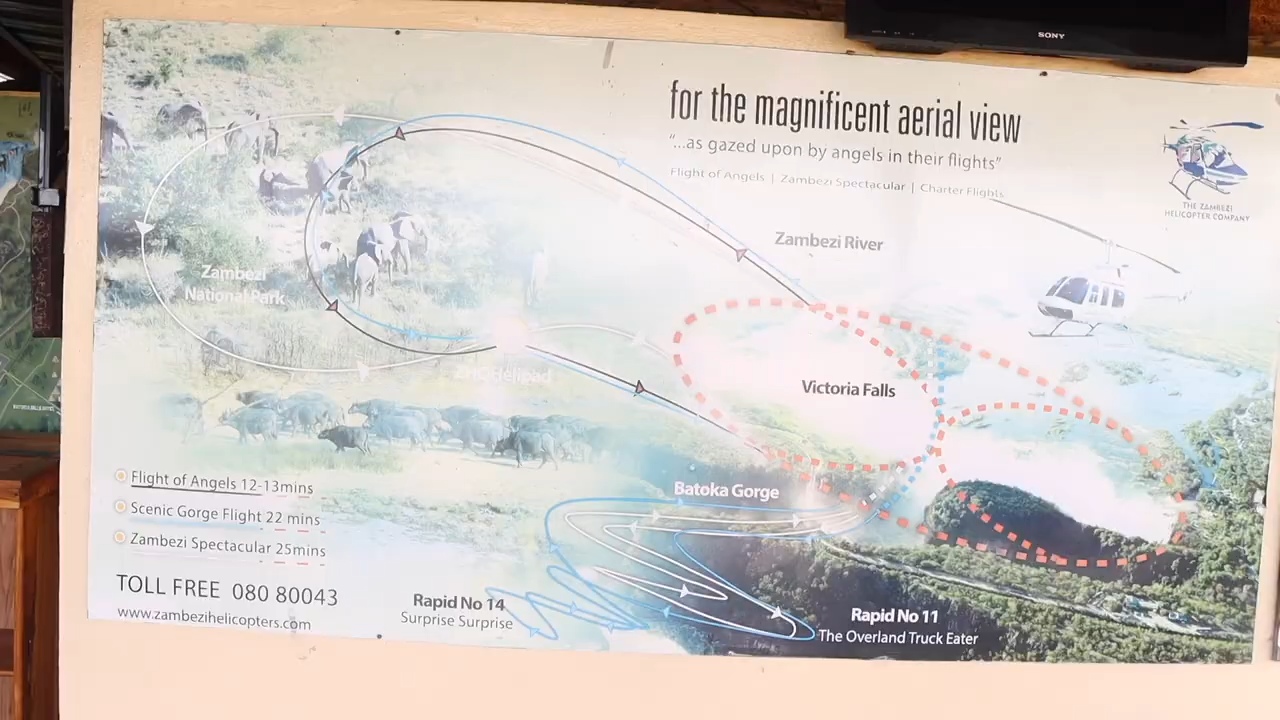 SONY
for the magnificent aerial view
"...as gazed upon by angels in their flights"
Flight of Angels | Zambezi Spectacular | Charter Flights
THE ZAMBEZI
HELICOPTER COMPANY
Zambezi River
Zambezi
National Park
ZHC Helipad
Victoria Falls
Batoka Gorge
Flight of Angels 12-13mins
Scenic Gorge Flight 22 mins
Zambezi Spectacular 25mins
TOLL FREE 080 80043
www.zambezihelicopters.com
Rapid No 14
Surprise Surprise
Rapid No 11
The Overland Truck Eater